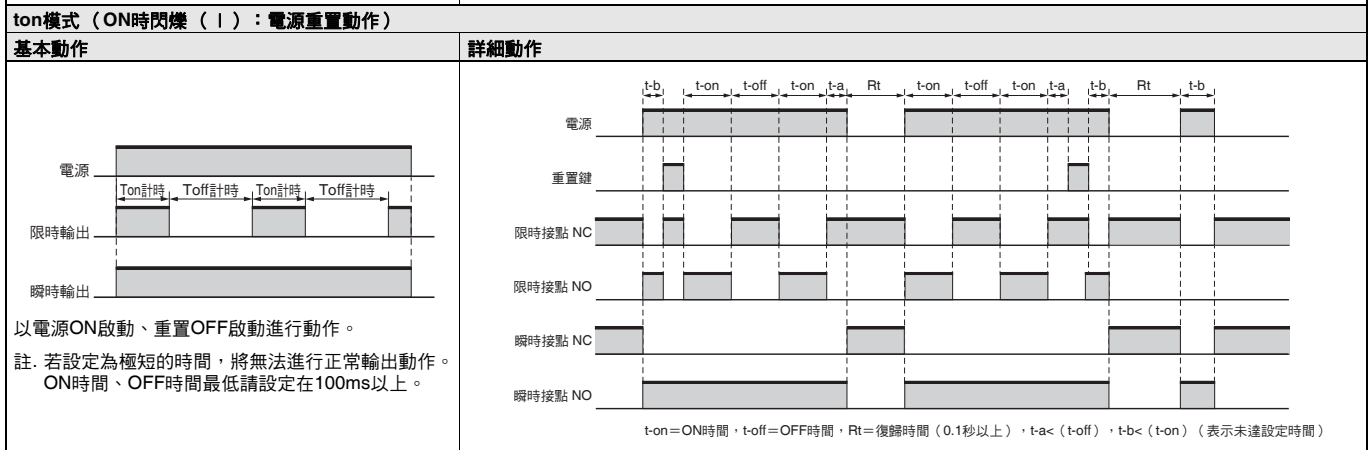 ton模式（ON時閃爍（Ⅰ）：電源重置動作）
基本動作
詳細動作
電源
Ton計時 Toff計時 Ton計時 Toff計時
限時輸出
瞬時輸出
以電源ON啟動、重置OFF啟動進行動作。
註. 若設定為極短的時間，將無法進行正常輸出動作。
ON時間、OFF時間最低請設定在100ms以上。
t-b t-on t-off t-on t-a Rt t-on t-off t-on t-a t-b Rt t-b
電源
重置鍵
限時接點 NC
限時接點 NO
瞬時接點 NC
瞬時接點 NO
t-on＝ON時間，t-off＝OFF時間，Rt＝復歸時間（0.1秒以上），t-a<（t-off），t-b<（t-on）（表示未達設定時間）